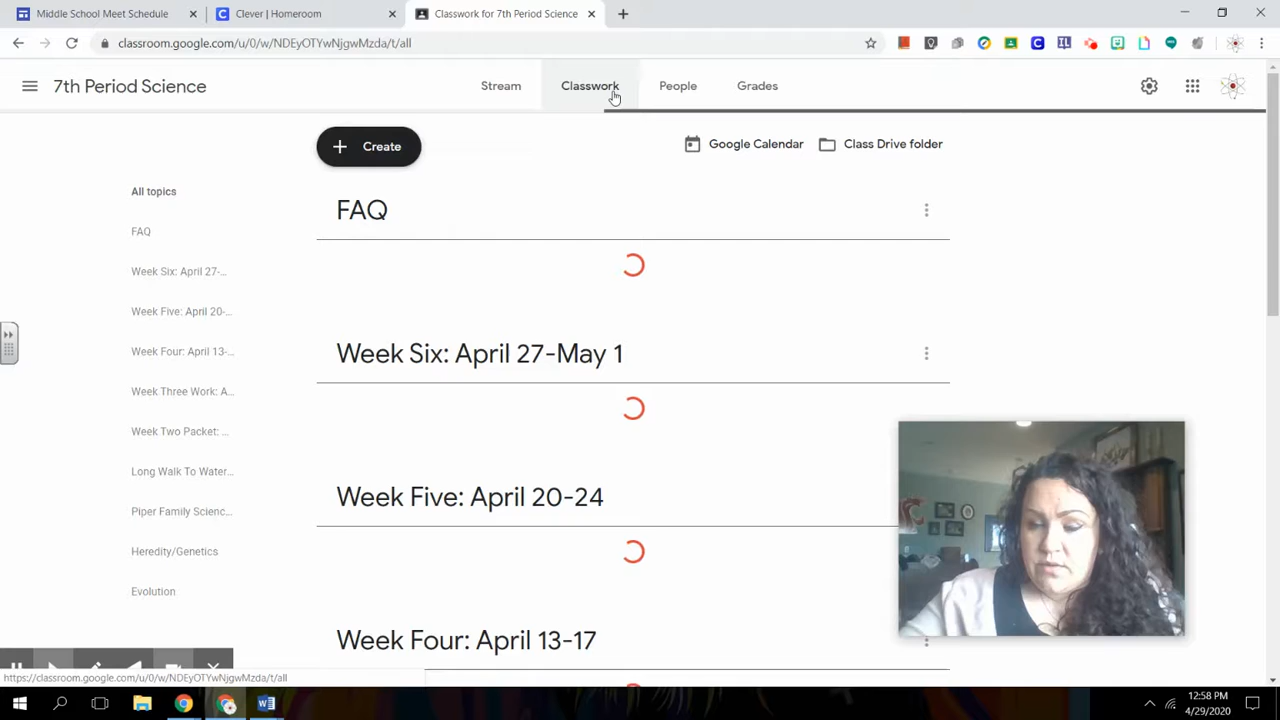 Middle School Meet Schedule
Clever | Homeroom
Classwork for 7th Period Science
classroom.google.com/u/0/w/NDEyOTYwNjgwMzda/t/all
7th Period Science
Stream
Classwork
People
Grades
Create
Google Calendar
Class Drive folder
All topics
FAQ
Week Six: April 27-...
Week Five: April 20-...
Week Four: April 13-...
Week Three Work: A...
Week Two Packet: ...
Long Walk To Water...
Piper Family Scienc...
Heredity/Genetics
Evolution
FAQ
Week Six: April 27-May 1
Week Five: April 20-24
Week Four: April 13-17
https://classroom.google.com/u/0/w/NDEyOTYwNjgwMzda/t/all
12:58 PM
4/29/2020